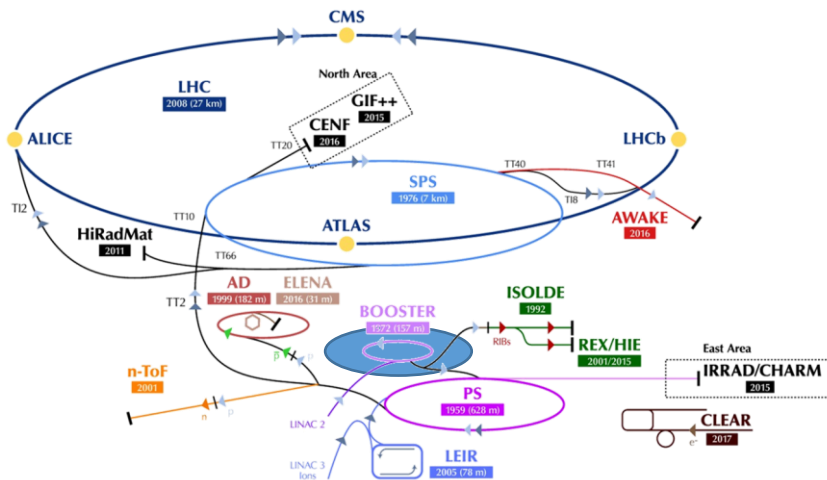 CMS
LHC
2008 (27 km)
North Area
GIF++
2015
CENF
2016
ALICE
LHCb
TT20
TT40
TT41
SPS
1976 (7 km)
TI2
TT10
TI8
ATLAS
AWAKE
2016
HiRadMat
2011
TT66
AD
1999 (182 m)
ELENA
2016 (31 m)
TT2
BOOSTER
1572 (157 m)
ISOLDE
1992
RIBs
REX/HIE
2001/2015
p
p
East Area
n-ToF
2001
IRRAD/CHARM
2015
PS
1959 (628 m)
n
p
LINAC 2
CLEAR
2017
e-
LINAC 3
Ions
LEIR
2005 (78 m)